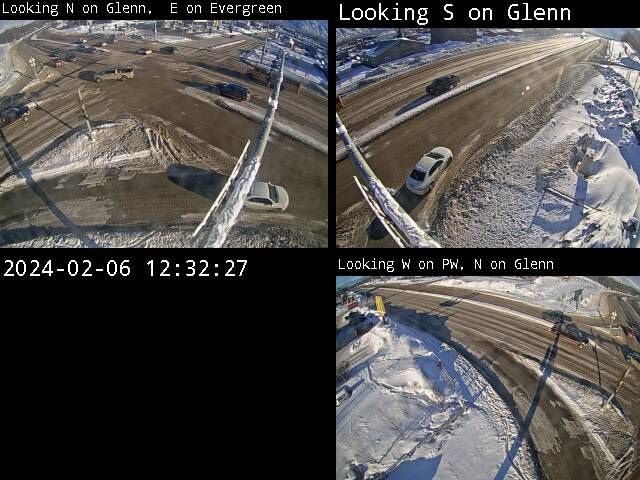 Looking N on Glenn,  E on Evergreen
Looking S on Glenn
2024-02-06 12:32:27
Looking W on PW, N on Glenn